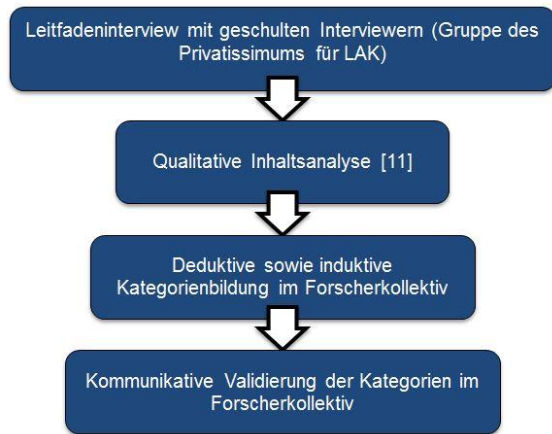 Leitfadeninterview mit geschulten Interviewern (Gruppe des
Privatissimums für LAK)
Qualitative Inhaltsanalyse [11]
Deduktive sowie induktive
Kategorienbildung im Forscherkollektiv
Kommunikative Validierung der Kategorien im
Forscherkollektiv